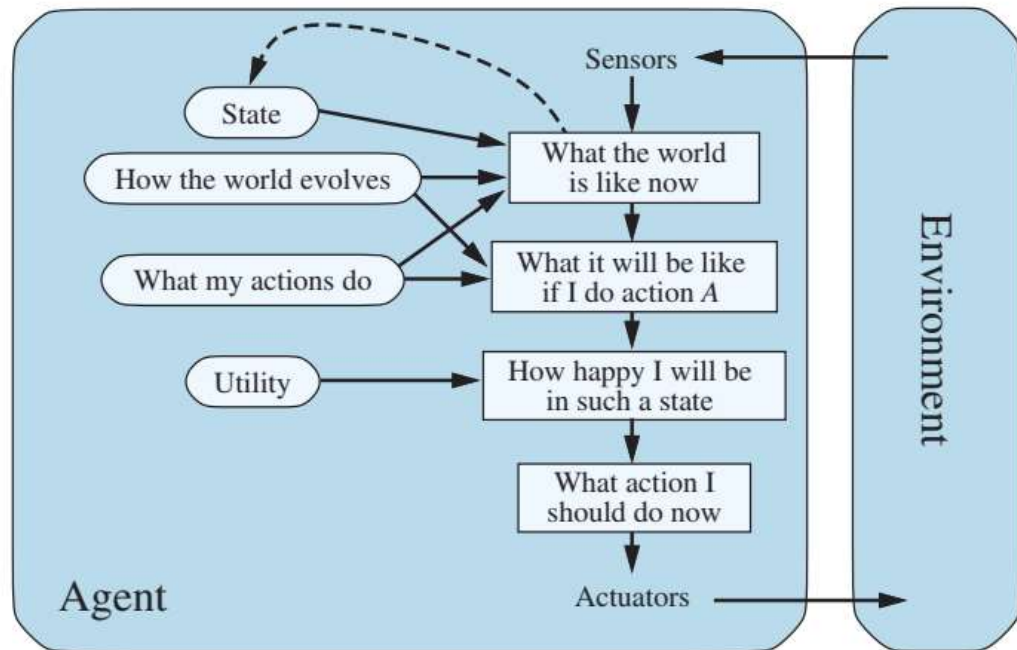 Sensors
State
What the world
is like now
How the world evolves
What it will be like
if I do action A
What my actions do
How happy I will be
in such a state
Utility
What action I
should do now
Agent
Actuators
Environment